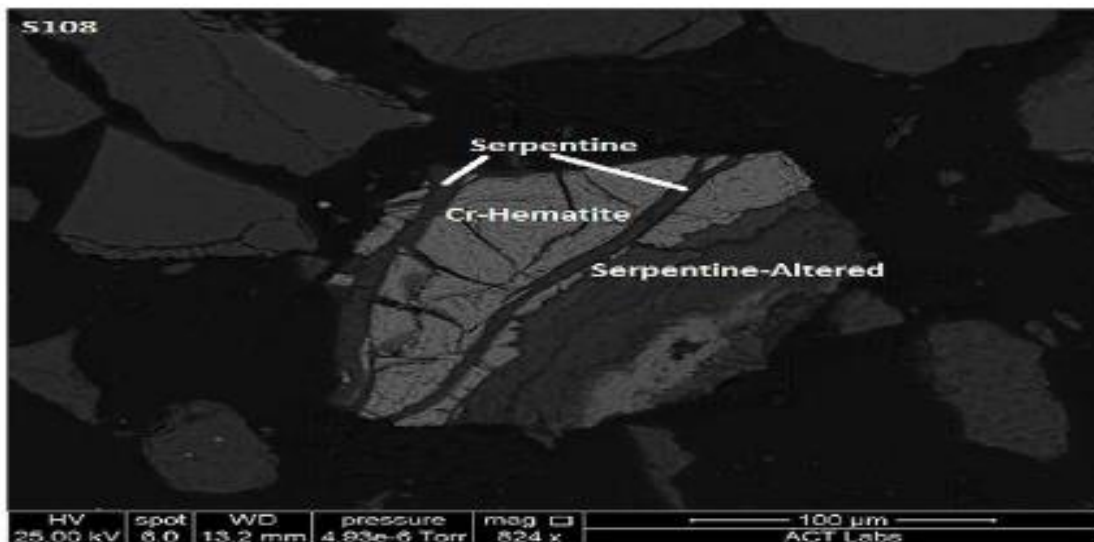 S108
Serpentine
Cr-Hematite
Serpentine-Altered
HV spot WD pressure mag 100 µm
25.00 kV 6.0 13.2 mm 4.93e-6 Torr 824 x ACT Labs